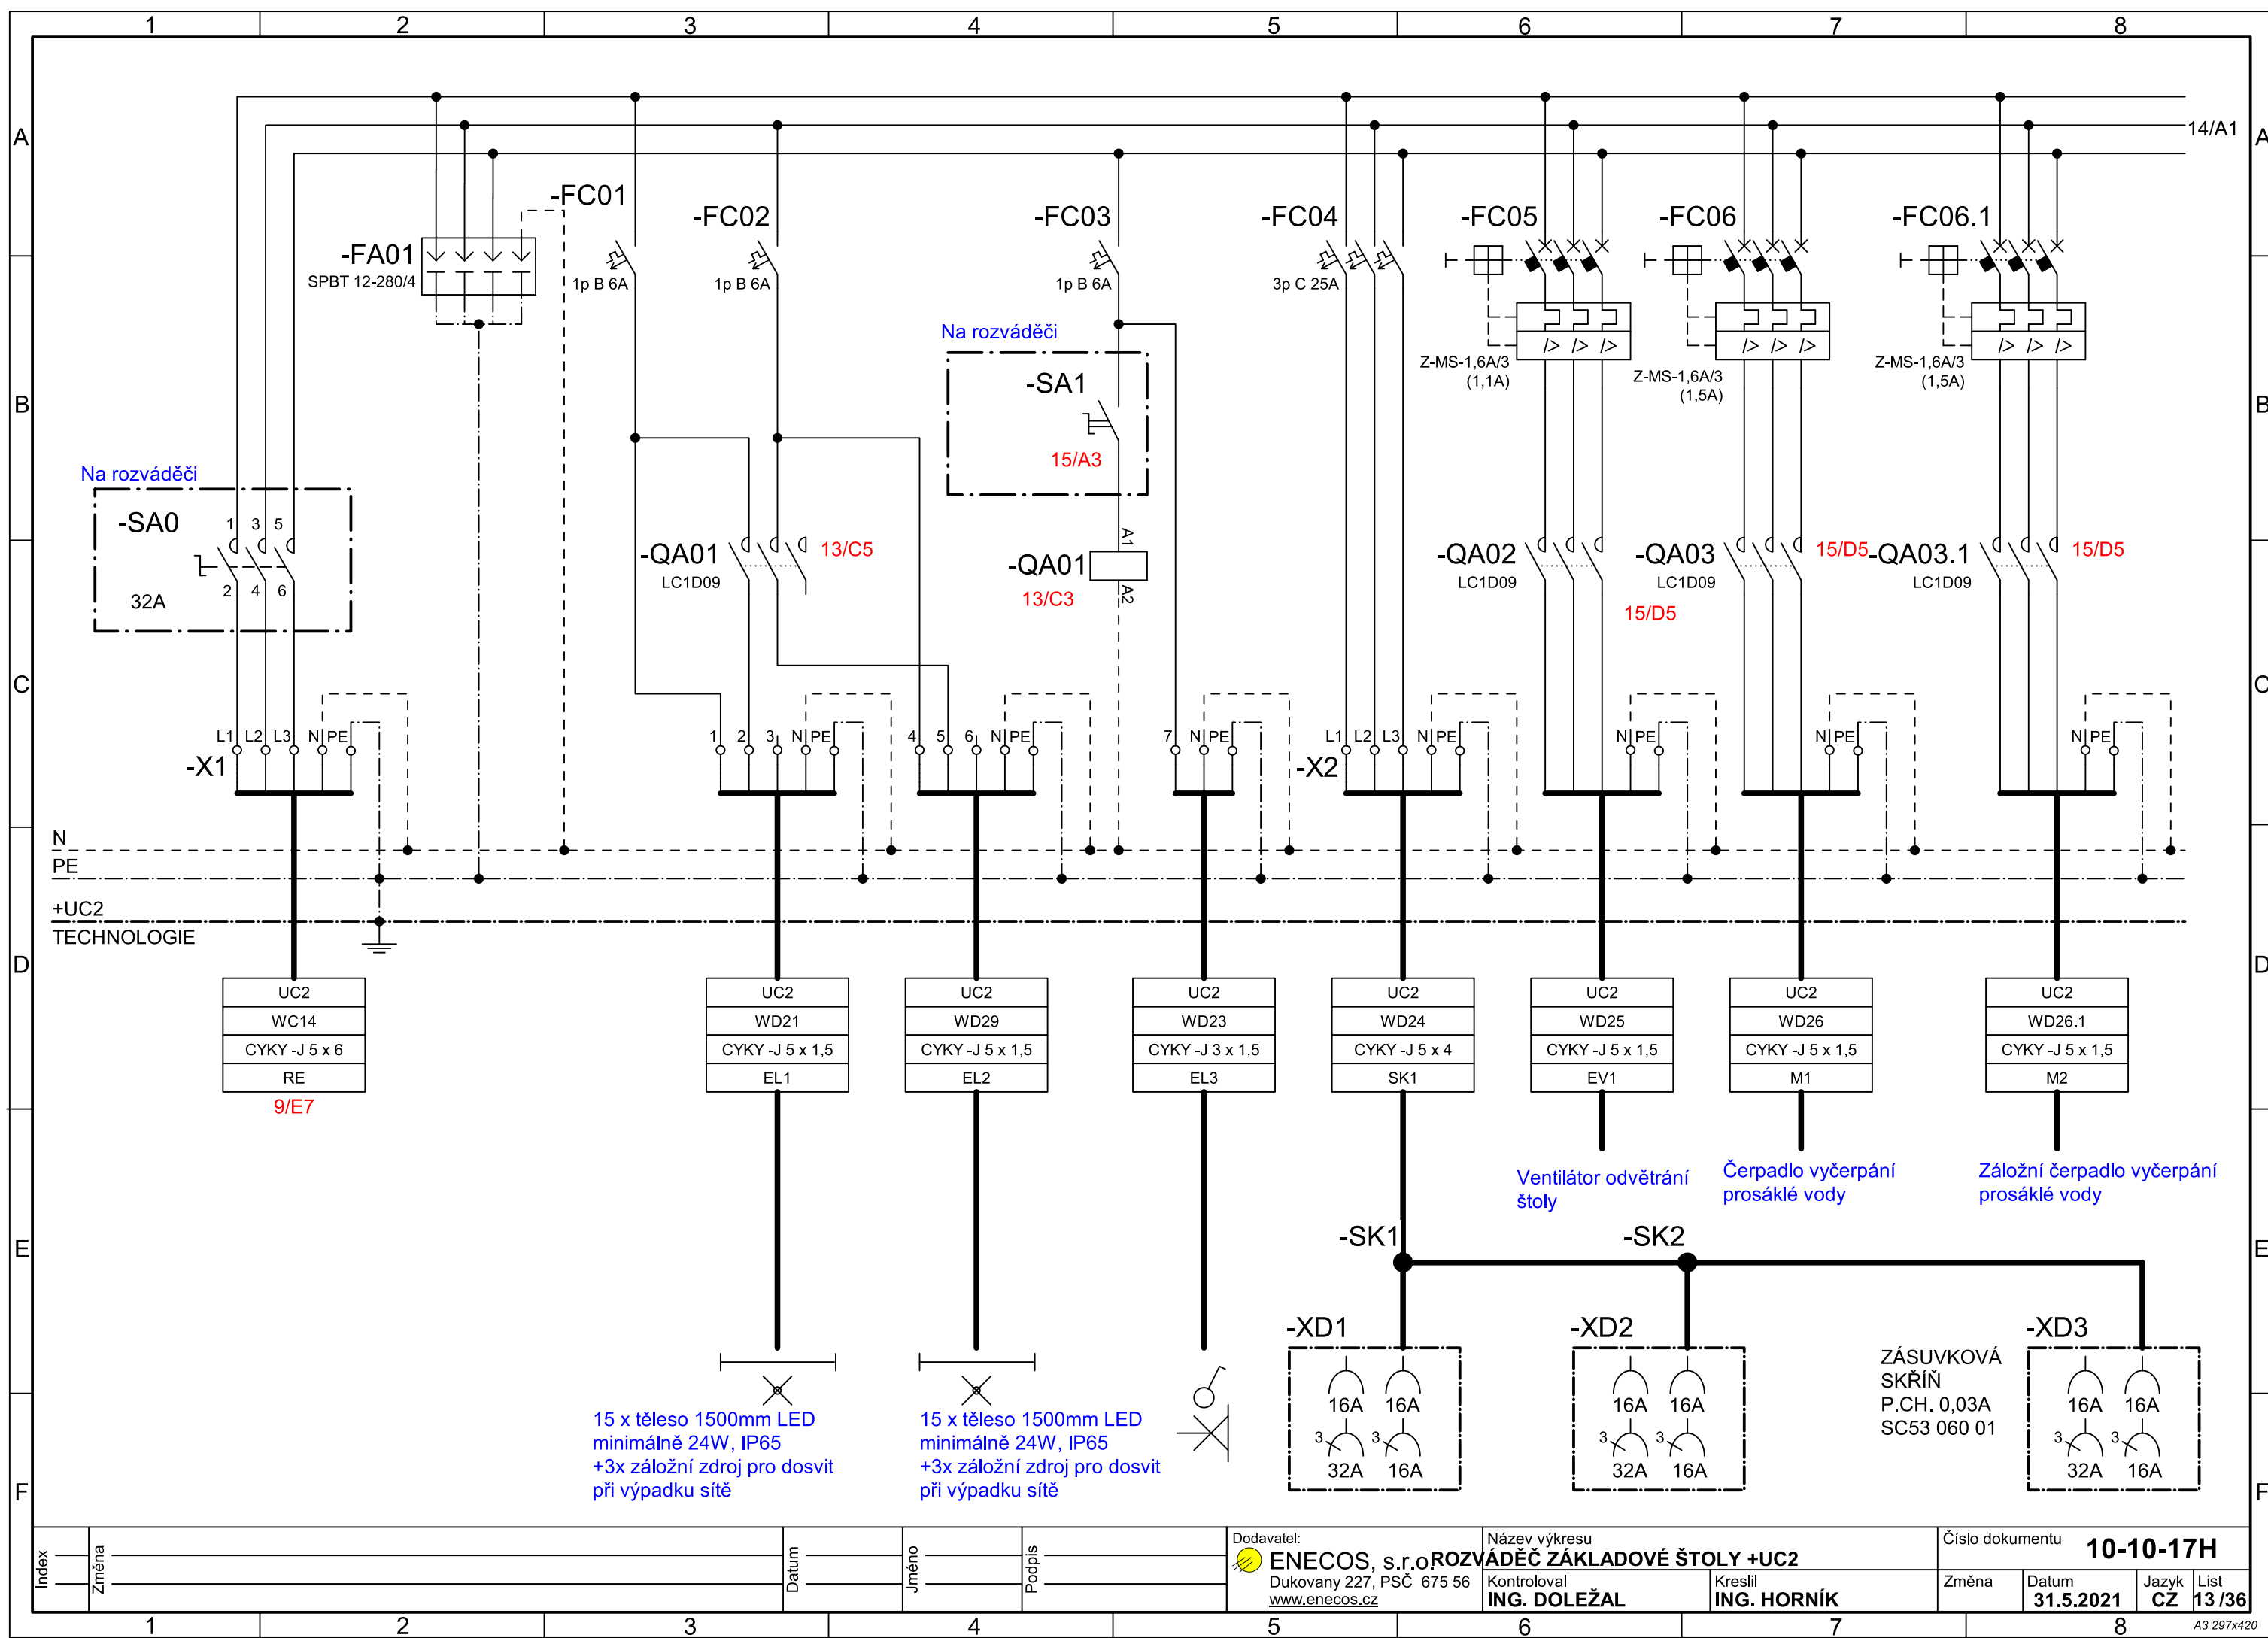 1 2 3 4 5 6 7 8
A
14/A1
A
-FC01
-FC02
-FC03
-FC04
-FC05
-FC06
-FC06.1
-FA01
SPBT 12-280/4
1p B 6A
1p B 6A
1p B 6A
3p C 25A
Na rozváděči
-SA1
15/A3
Z-MS-1,6A/3
(1,1A)
Z-MS-1,6A/3
(1,5A)
Z-MS-1,6A/3
(1,5A)
B
B
Na rozváděči
-SA0
1 3 5
2 4 6
32A
-QA01
LC1D09
13/C5
A1
-QA01
A2
13/C3
-QA02
LC1D09
15/D5
-QA03
LC1D09
15/D5
-QA03.1
LC1D09
15/D5
C
C
-X1
L1 L2 L3 N PE
1 2 3 N PE
4 5 6 N PE
7 N PE
-X2
L1 L2 L3 N PE
N PE
N PE
N PE
N
PE
+UC2
TECHNOLOGIE
D
D
UC2
WC14
CYKY -J 5 x 6
RE
9/E7
UC2
WD21
CYKY -J 5 x 1,5
EL1
UC2
WD29
CYKY -J 5 x 1,5
EL2
UC2
WD23
CYKY -J 3 x 1,5
EL3
UC2
WD24
CYKY -J 5 x 4
SK1
UC2
WD25
CYKY -J 5 x 1,5
EV1
UC2
WD26
CYKY -J 5 x 1,5
M1
UC2
WD26.1
CYKY -J 5 x 1,5
M2
Ventilátor odvětrání
štoly
Čerpadlo vyčerpání
prosáklé vody
Záložní čerpadlo vyčerpání
prosáklé vody
E
E
-SK1
-SK2
-XD1
16A 16A
3 3
32A 16A
-XD2
16A 16A
3 3
32A 16A
ZÁSUVKOVÁ
SKŘÍŇ
P.CH. 0,03A
SC53 060 01
-XD3
16A 16A
3 3
32A 16A
15 x těleso 1500mm LED
minimálně 24W, IP65
+3x záložní zdroj pro dosvit
při výpadku sítě
15 x těleso 1500mm LED
minimálně 24W, IP65
+3x záložní zdroj pro dosvit
při výpadku sítě
F
F
Index
Změna
Datum
Jméno
Podpis
Dodavatel:
ENECOS, s.r.o.
Dukovany 227, PSČ 675 56
www.enecos.cz
Název výkresu
ROZVÁDĚČ ZÁKLADOVÉ ŠTOLY +UC2
Kontroloval
ING. DOLEŽAL
Kreslil
ING. HORNÍK
Číslo dokumentu
10-10-17H
Změna
Datum
31.5.2021
Jazyk
CZ
List
13 /36
1 2 3 4 5 6 7 8
A3 297x420